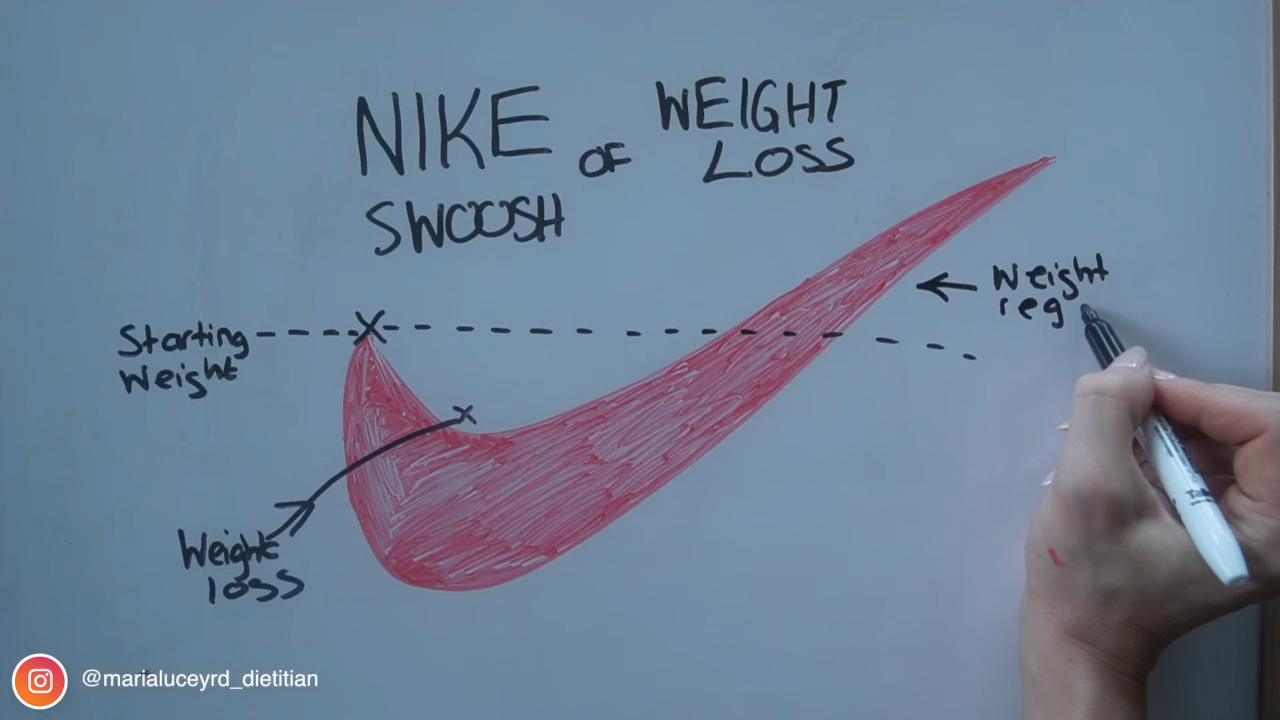 NIKE
SWOOSH
OF
WEIGHT
LOSS
Starting
Weight
Weight
reg
Weight
loss
@marialuceyrd_dietitian